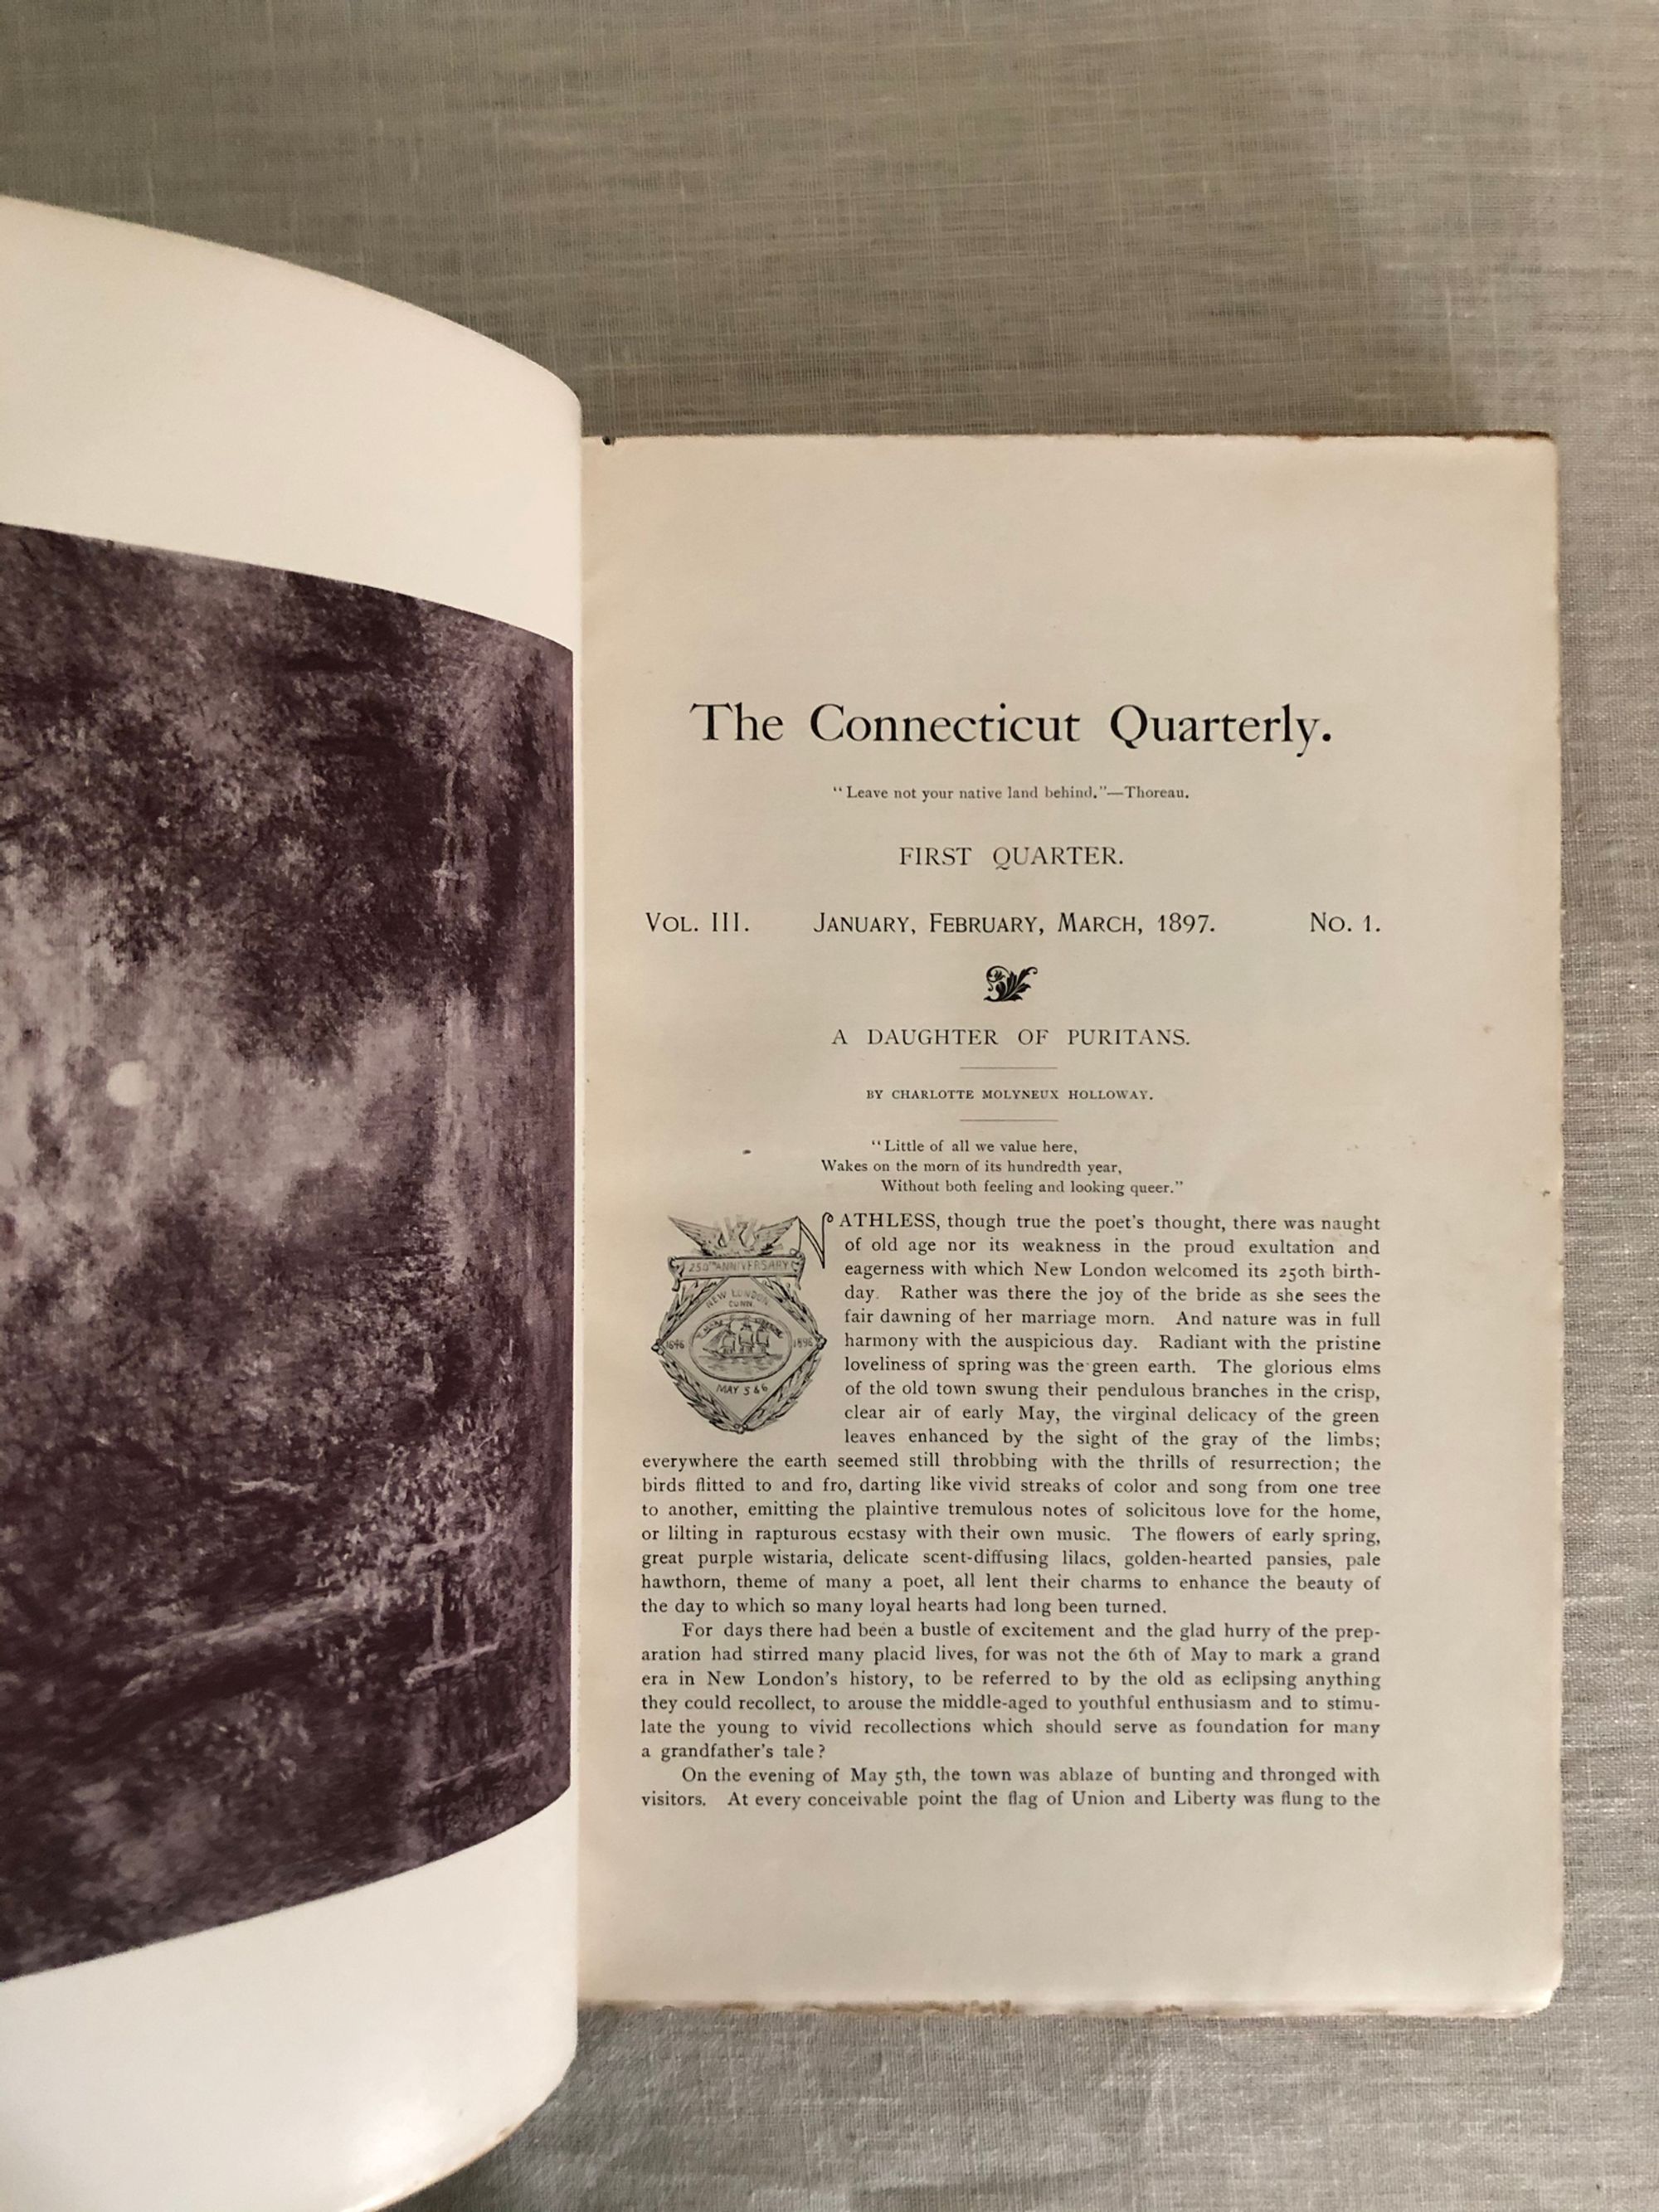 The Connecticut Quarterly.
“Leave not your native land behind.”—Thoreau.
FIRST QUARTER.
VOL. III. JANUARY, FEBRUARY, MARCH, 1897. NO. 1.
A DAUGHTER OF PURITANS.
BY CHARLOTTE MOLYNEUX HOLLOWAY.
“Little of all we value here,
Wakes on the morn of its hundredth year,
Without both feeling and looking queer.”
250TH ANNIVERSARY
NEW LONDON
CONN.
1646 1896
MAY 5 & 6
NATHLESS, though true the poet's thought, there was naught
of old age nor its weakness in the proud exultation and
eagerness with which New London welcomed its 250th birth-
day. Rather was there the joy of the bride as she sees the
fair dawning of her marriage morn. And nature was in full
harmony with the auspicious day. Radiant with the pristine
loveliness of spring was the green earth. The glorious elms
of the old town swung their pendulous branches in the crisp,
clear air of early May, the virginal delicacy of the green
leaves enhanced by the sight of the gray of the limbs;
everywhere the earth seemed still throbbing with the thrills of resurrection; the
birds flitted to and fro, darting like vivid streaks of color and song from one tree
to another, emitting the plaintive tremulous notes of solicitous love for the home,
or lilting in rapturous ecstasy with their own music. The flowers of early spring,
great purple wistaria, delicate scent-diffusing lilacs, golden-hearted pansies, pale
hawthorn, theme of many a poet, all lent their charms to enhance the beauty of
the day to which so many loyal hearts had long been turned.
For days there had been a bustle of excitement and the glad hurry of the prep-
aration had stirred many placid lives, for was not the 6th of May to mark a grand
era in New London's history, to be referred to by the old as eclipsing anything
they could recollect, to arouse the middle-aged to youthful enthusiasm and to stimu-
late the young to vivid recollections which should serve as foundation for many
a grandfather's tale?
On the evening of May 5th, the town was ablaze of bunting and thronged with
visitors. At every conceivable point the flag of Union and Liberty was flung to the